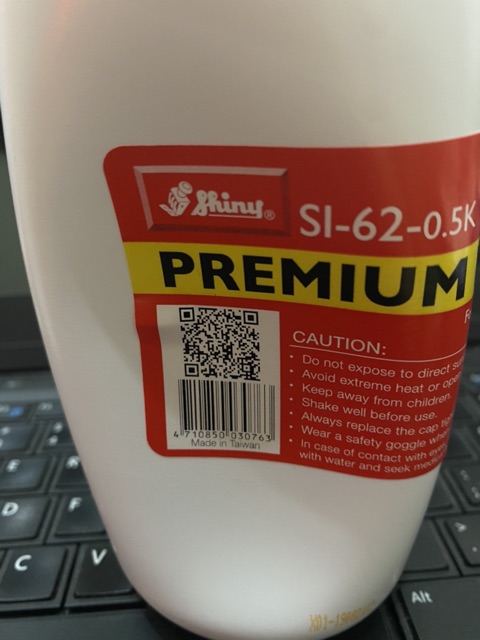 Shiny®
SI-62-0.5K
PREMIUM
CAUTION:
• Do not expose to direct
• Avoid extreme heat or
• Keep away from children.
• Shake well before use.
• Always replace the cap
• Wear a safety goggle
• In case of contact with
with water and seek
4 710850 030763
Made in Taiwan
D
F
C
V
Alt